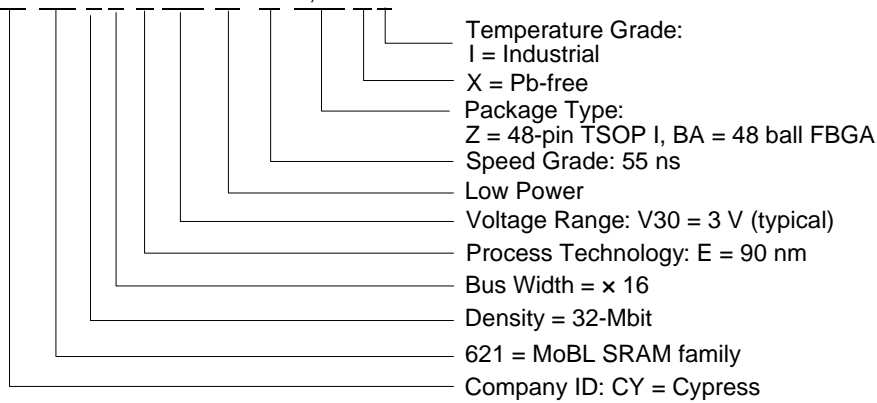 Temperature Grade:
I = Industrial
X = Pb-free
Package Type:
Z = 48-pin TSOP I, BA = 48 ball FBGA
Speed Grade: 55 ns
Low Power
Voltage Range: V30 = 3 V (typical)
Process Technology: E = 90 nm
Bus Width = × 16
Density = 32-Mbit
621 = MoBL SRAM family
Company ID: CY = Cypress